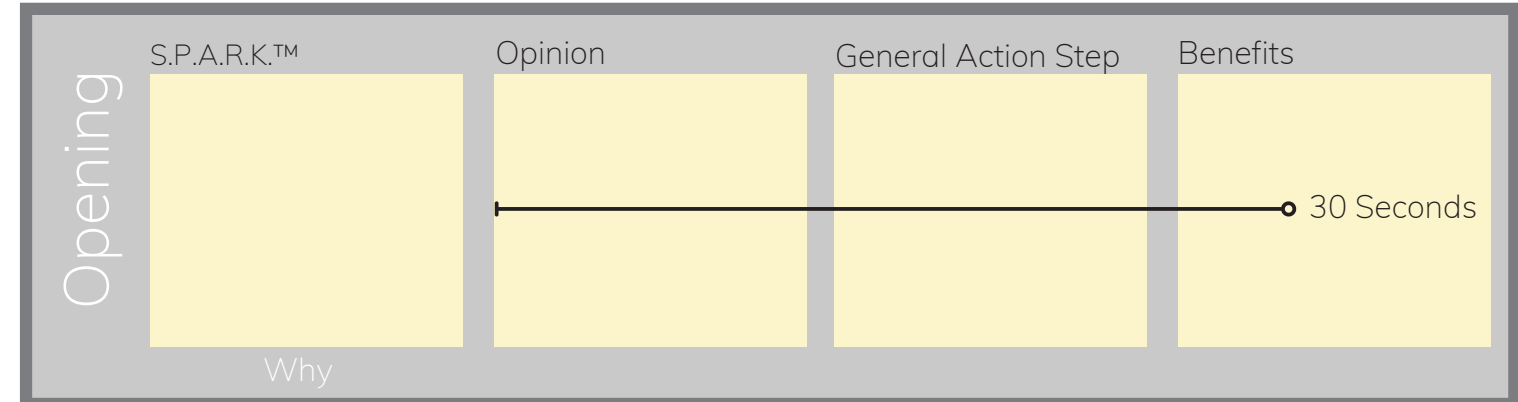 Opening
S.P.A.R.K.™
Opinion
General Action Step
Benefits
30 Seconds
Why